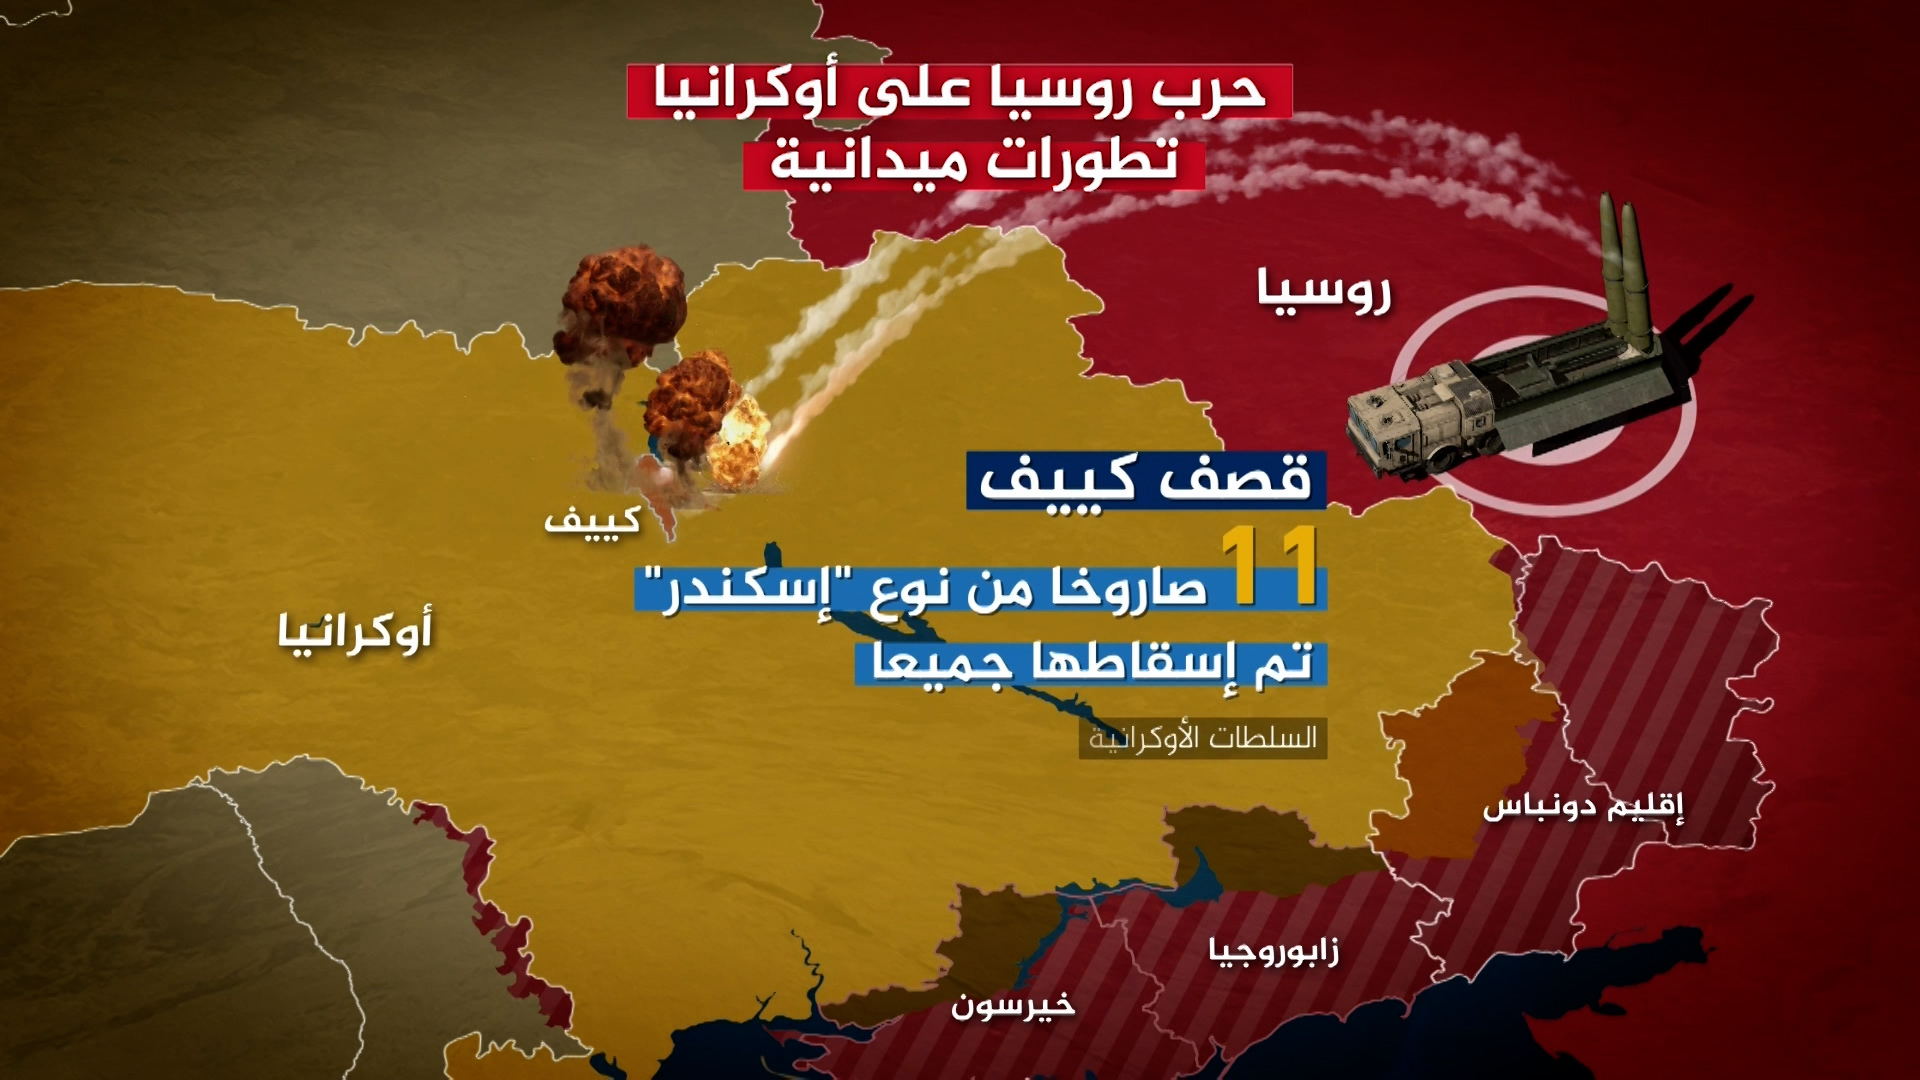 حرب روسيا على أوكرانيا
تطورات ميدانية
روسيا
قصف كييف
كييف
11 صاروخا من نوع "إسكندر"
تم إسقاطها جميعا
أوكرانيا
السلطات الأوكرانية
إقليم دونباس
زابوروجيا
خيرسون